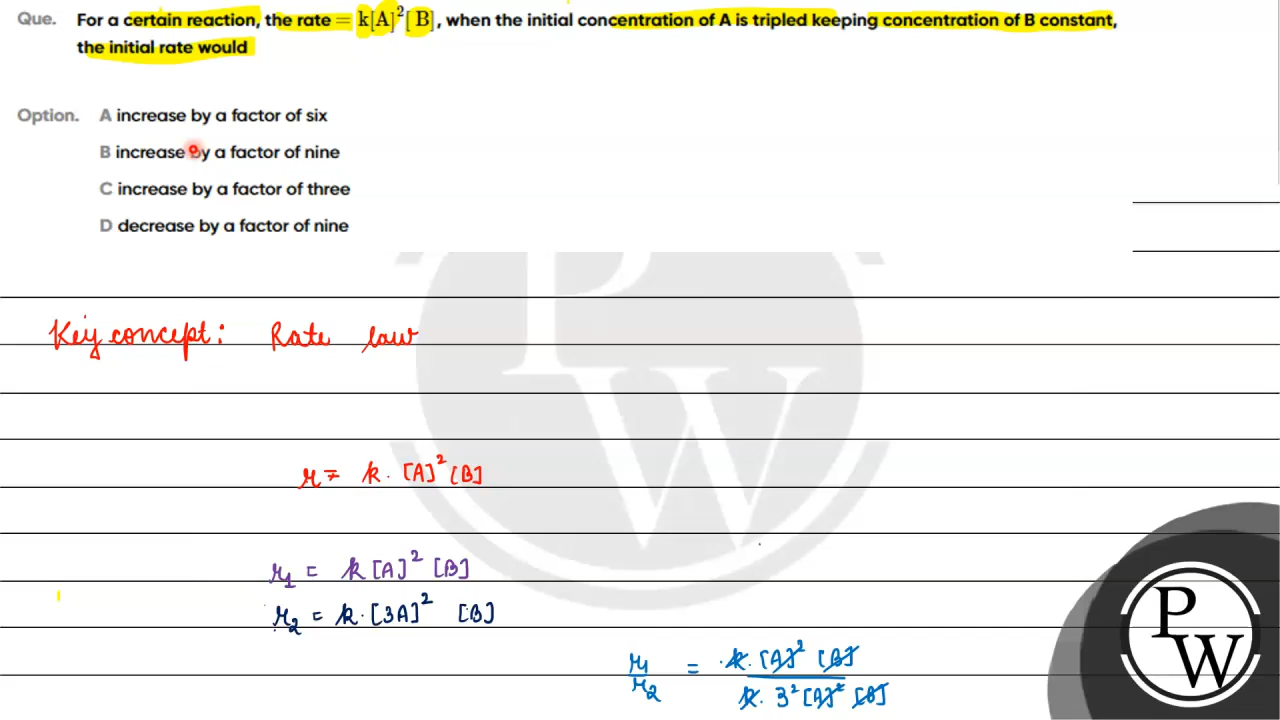 Que. For a certain reaction, the rate = k[A]²[ B], when the initial concentration of A is tripled keeping concentration of B constant,
the initial rate would
Option. A increase by a factor of six
B increase by a factor of nine
C increase by a factor of three
D decrease by a factor of nine
Key concept: Rate law
r = k. [A]² [B]
r₁ = k [A]² [B]
r₂ = k. [3A]² [B]
r₁/r₂ = k. [A]² [B] / k. 3² [A]² [B]
PW
PW